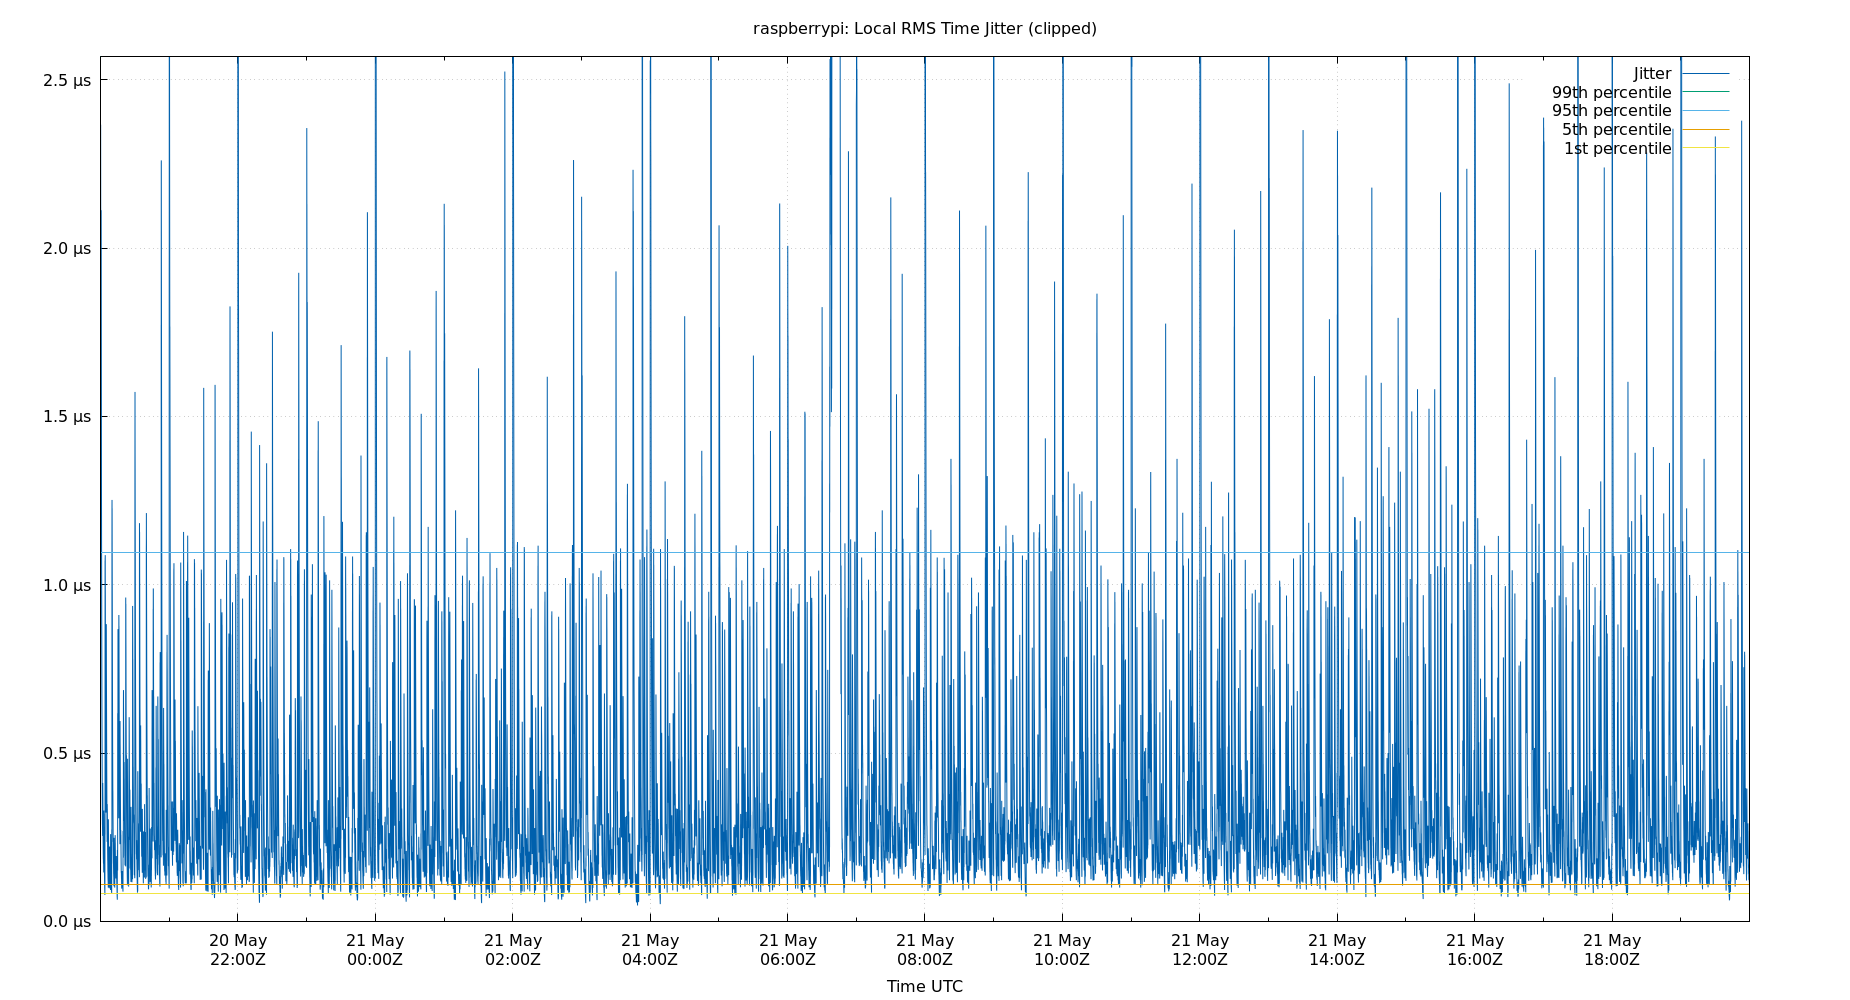 raspberrypi: Local RMS Time Jitter (clipped)
2.5 µs
2.0 µs
1.5 µs
1.0 µs
0.5 µs
0.0 µs
Jitter
99th percentile
95th percentile
5th percentile
1st percentile
20 May 21 May 21 May 21 May 21 May 21 May 21 May 21 May 21 May 21 May 21 May
22:00Z 00:00Z 02:00Z 04:00Z 06:00Z 08:00Z 10:00Z 12:00Z 14:00Z 16:00Z 18:00Z
Time UTC